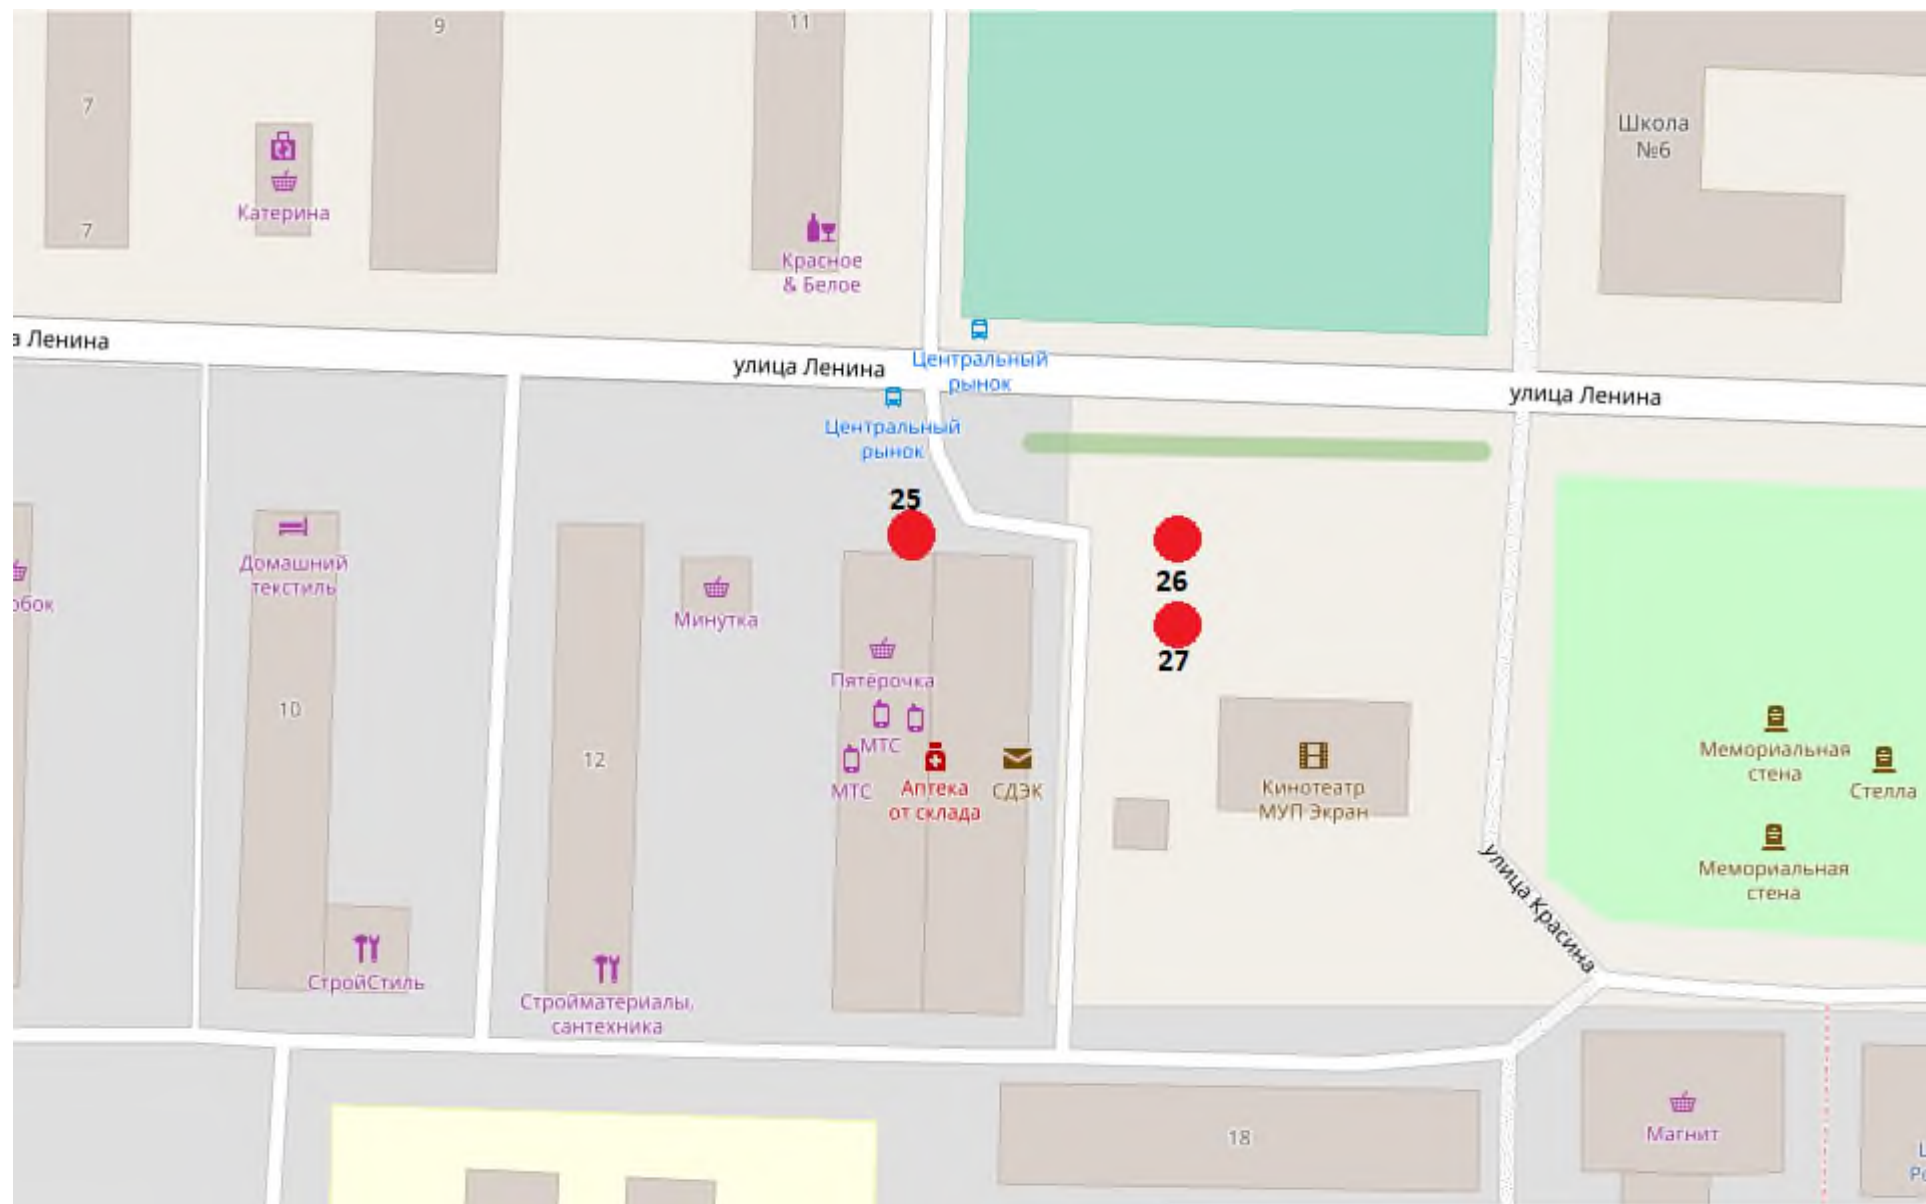 9
11
7
Школа
№6
Катерина
7
Красное
& Белое
а Ленина
улица Ленина
Центральный
рынок
улица Ленина
Центральный
рынок
25
Домашний
текстиль
26
обок
Минутка
27
Пятёрочка
10
МТС
12
МТС
Аптека
от склада
СДЭК
Кинотеатр
МУП Экран
Мемориальная
стена
Стелла
Мемориальная
стена
улица Красина
СтройСтиль
Стройматериалы,
сантехника
18
Магнит